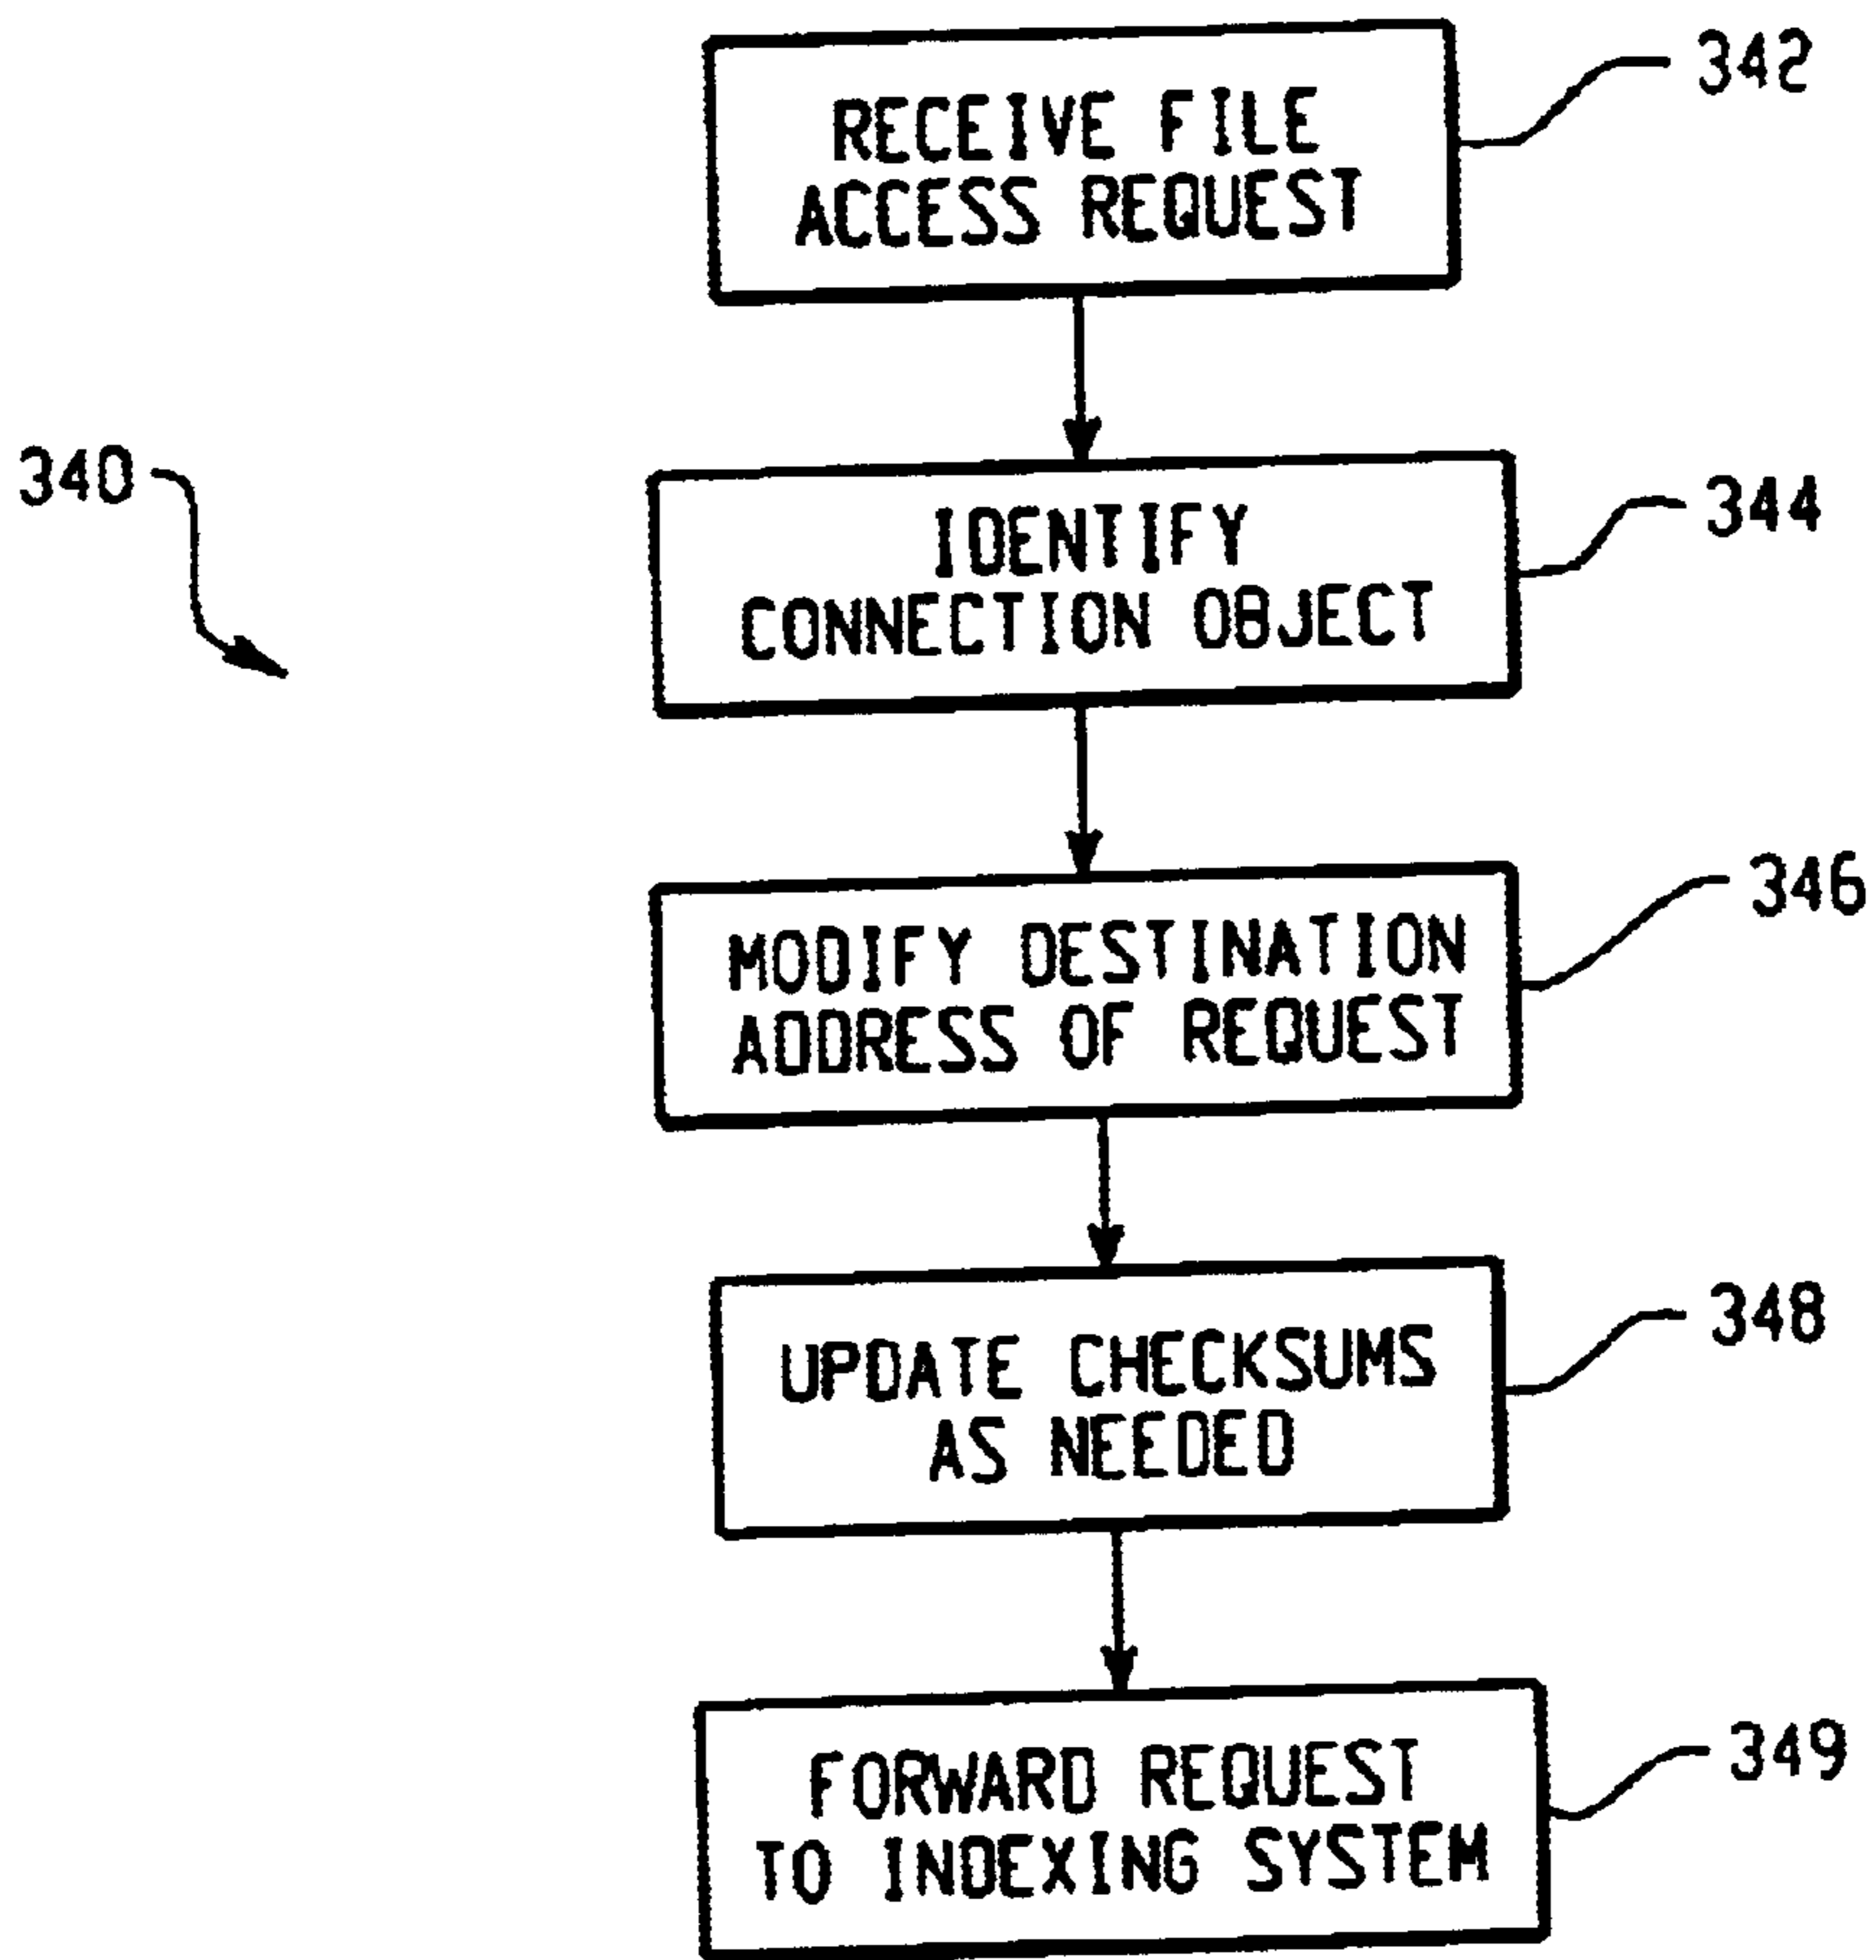 RECEIVE FILE
ACCESS REQUEST
342
340
IDENTIFY
CONNECTION OBJECT
344
MODIFY DESTINATION
ADDRESS OF REQUEST
346
UPDATE CHECKSUMS
AS NEEDED
348
FORWARD REQUEST
TO INDEXING SYSTEM
349